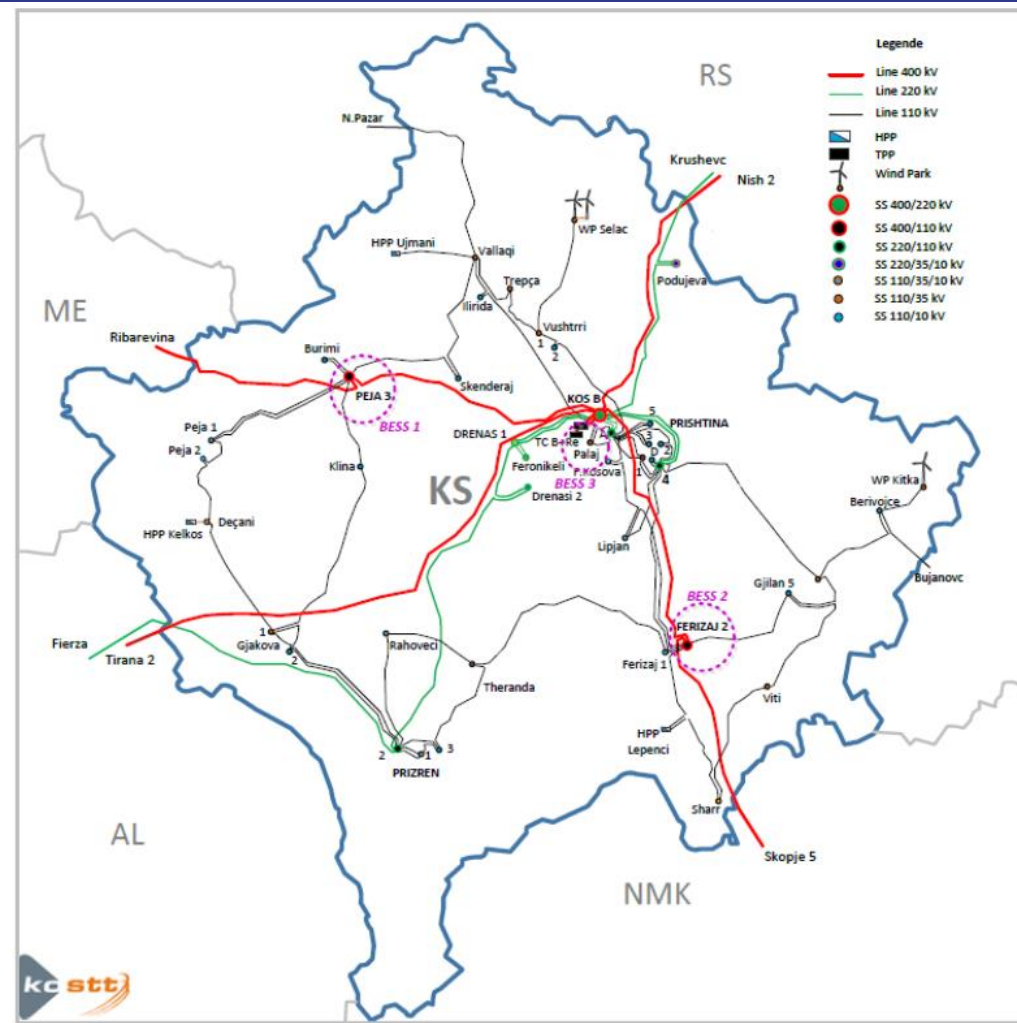 Legende
Line 400 kV
Line 220 kV
Line 110 kV
HPP
TPP
Wind Park
SS 400/220 kV
SS 400/110 kV
SS 220/110 kV
SS 220/35/10 kV
SS 110/35/10 kV
SS 110/35 kV
SS 110/10 kV
RS
N.Pazar
Krushevc
Nish 2
WP Selac
HPP Ujmani
Vallaqi
Trepça
Ilirida
Podujeva
ME
Ribarevina
Vushtrri
1
2
Burimi
PEJA 3
Skenderaj
BESS 1
KOS B
5
PRISHTINA
Peja 1
Peja 2
DRENAS 1
TC B+Re
Palaj
A
3
2
D
1
4
Feronikeli
F.Kosova
BESS 3
Klina
KS
Drenasi 2
WP Kitka
Berivojce
HPP Kelkos
Deçani
Lipjan
Bujanovc
Gjilan 5
BESS 2
FERIZAJ 2
Fierza
Tirana 2
1
Gjakova
2
Rahoveci
Ferizaj 1
Theranda
Viti
HPP
Lepenci
2
1
3
PRIZREN
Sharr
AL
Skopje 5
NMK
kostt